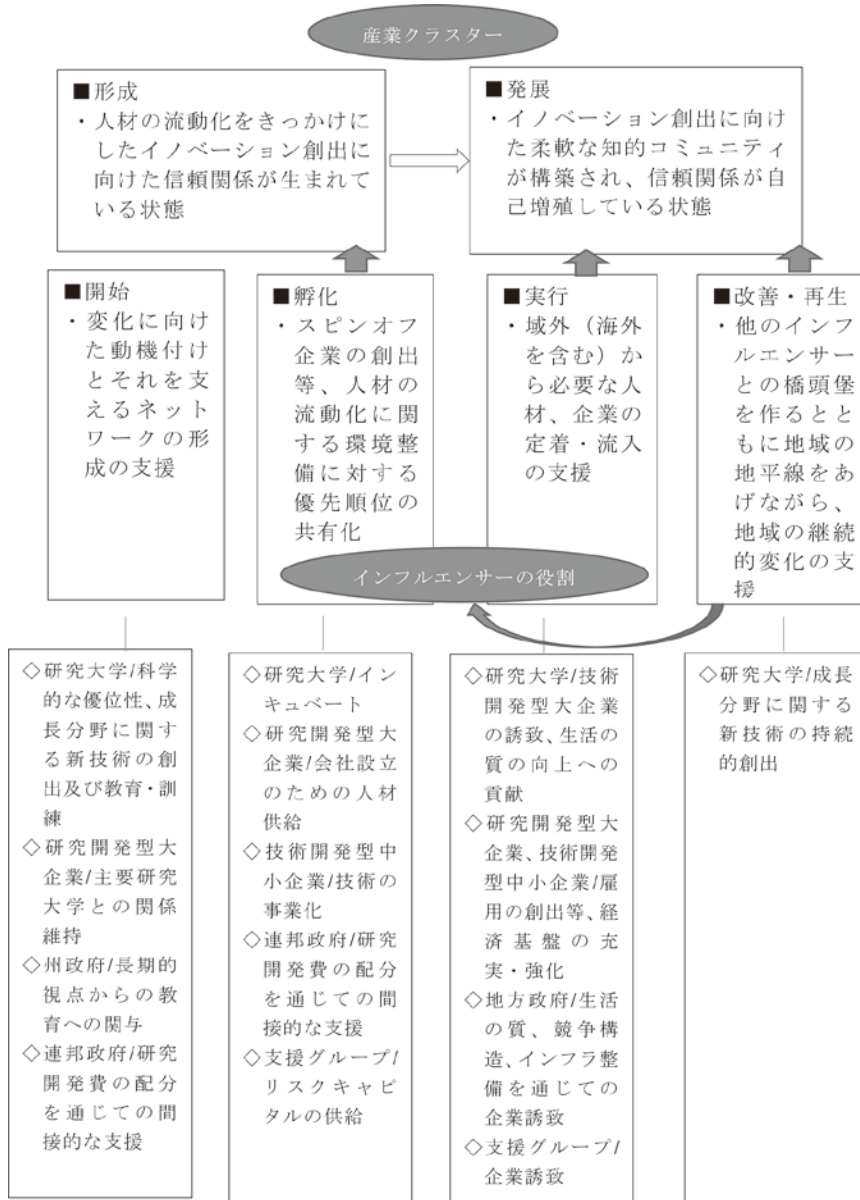 産業クラスター
■形成
・人材の流動化をきっかけに
したイノベーション創出に
向けた信頼関係が生まれて
いる状態
■発展
・イノベーション創出に向け
た柔軟な知的コミュニティ
が構築され、信頼関係が自
己増殖している状態
■開始
・変化に向け
た動機付け
とそれを支
えるネット
ワークの形
成の支援
■孵化
・スピンオフ
企業の創出
等、人材の
流動化に関
する環境整
備に対する
優先順位の
共有化
■実行
・域外（海外
を含む）か
ら必要な人
材、企業の
定着・流入
の支援
■改善・再生
・他のインフ
ルエンサー
との橋頭堡
を作るとと
もに地域の
地平線をあ
げながら、
地域の継続
的変化の支
援
インフルエンサーの役割
◇研究大学/科学
的な優位性、成
長分野に関す
る新技術の創
出及び教育・訓
練
◇研究開発型大
企業/主要研究
大学との関係
維持
◇州政府/長期的
視点からの教
育への関与
◇連邦政府/研究
開発費の配分
を通じての間
接的な支援
◇研究大学/イン
キュベート
◇研究開発型大
企業/会社設立
のための人材
供給
◇技術開発型中
小企業/技術の
事業化
◇連邦政府/研究
開発費の配分
を通じての間
接的な支援
◇支援グループ/
リスクキャピ
タルの供給
◇研究大学/技術
開発型大企業
の誘致、生活の
質の向上への
貢献
◇研究開発型大
企業、技術開発
型中小企業/雇
用の創出等、経
済基盤の充
実・強化
◇地方政府/生活
の質、競争構
造、インフラ整
備を通じての
企業誘致
◇支援グループ/
企業誘致
◇研究大学/成長
分野に関する
新技術の持続
的創出